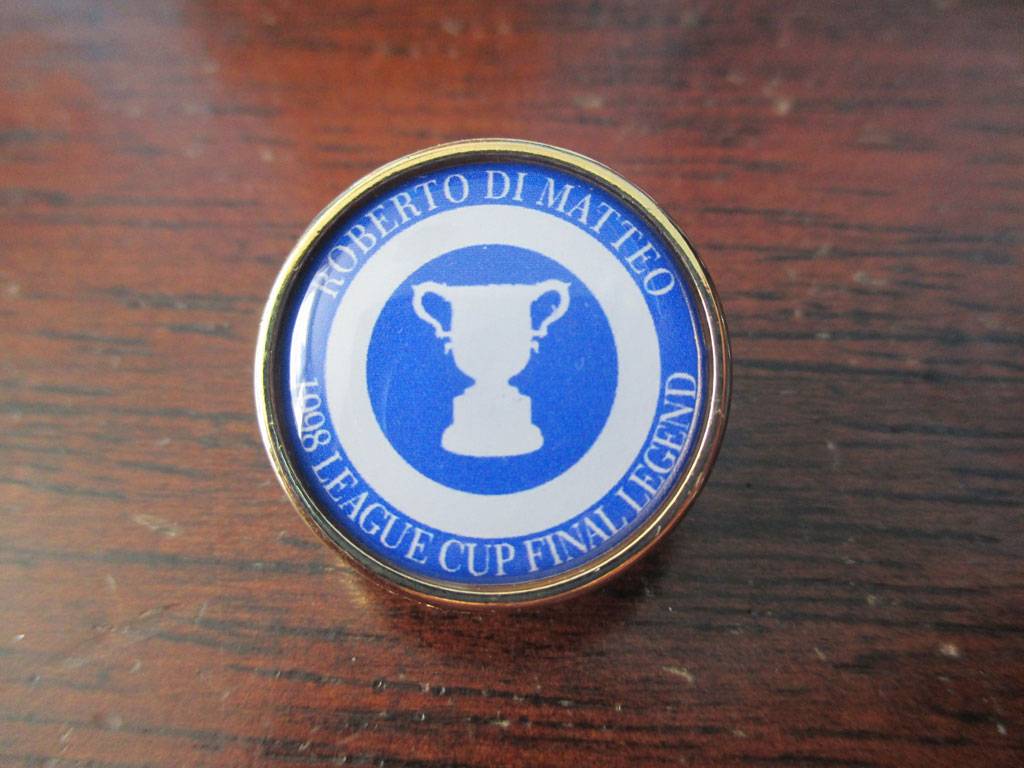 ROBERTO DI MATTEO
1998 LEAGUE CUP FINAL LEGEND